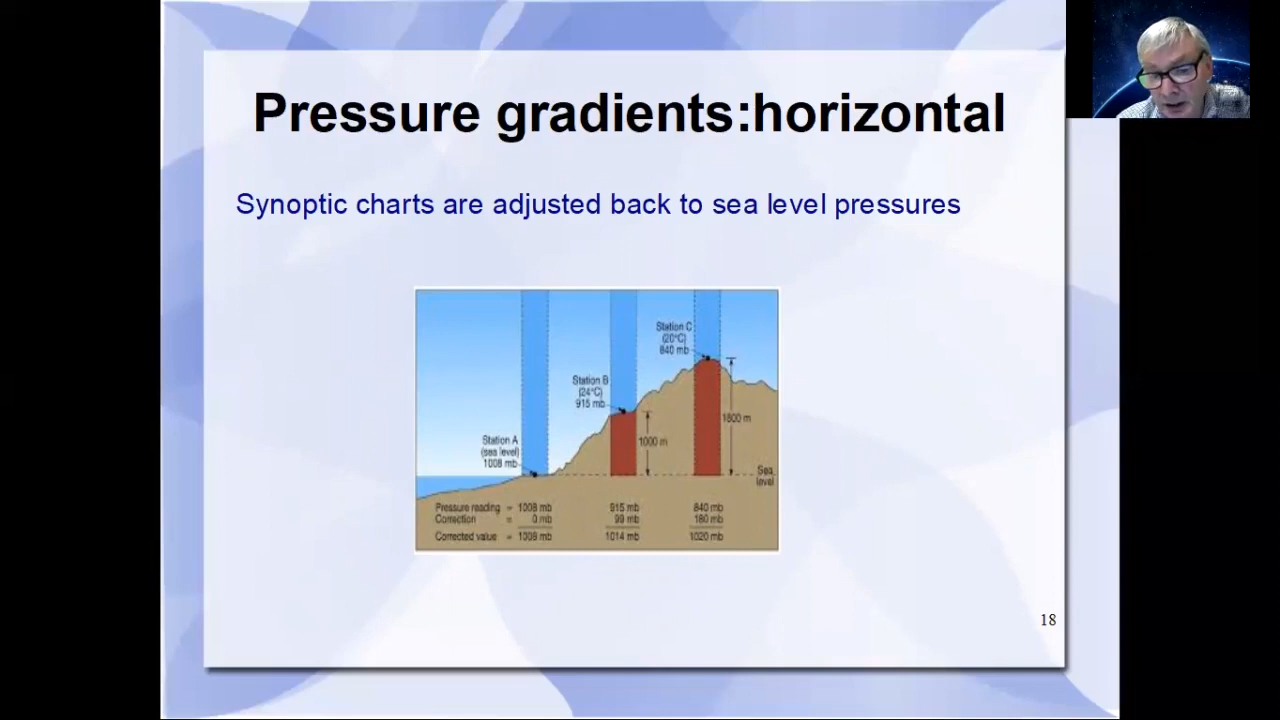 Pressure gradients:horizontal
Synoptic charts are adjusted back to sea level pressures
Station C
(20°C)
840 mb
Station B
(24°C)
915 mb
1800 m
Station A
(sea level)
1008 mb
1000 m
Sea
level
Pressure reading = 1008 mb 915 mb 840 mb
Correction = 0 mb 99 mb 180 mb
Corrected value = 1008 mb 1014 mb 1020 mb
18